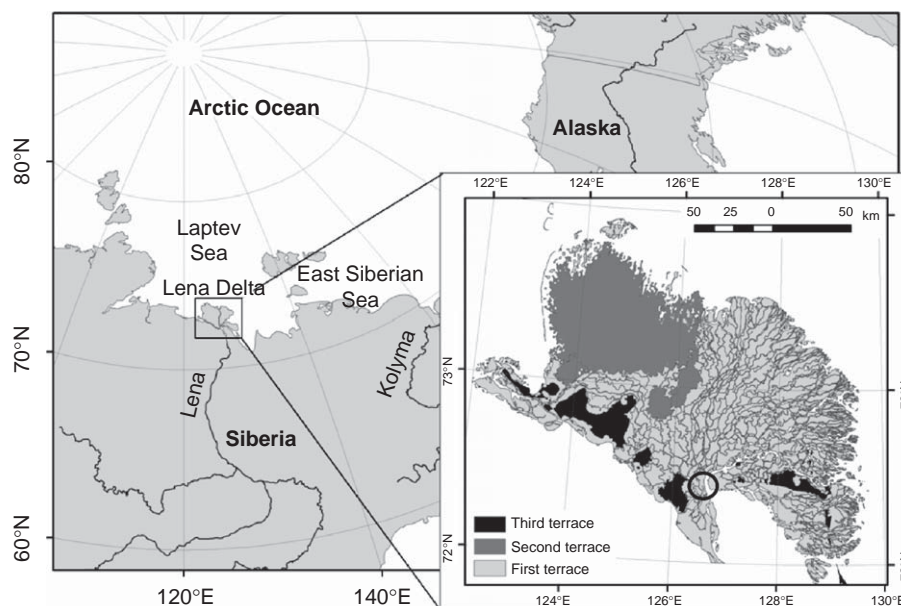 80°N
70°N
60°N
120°E
140°E
Arctic Ocean
Alaska
Laptev
Sea
Lena Delta
East Siberian
Sea
Lena
Kolyma
Siberia
122°E
124°E
126°E
128°E
130°E
50 25 0 50
km
73°N
72°N
Third terrace
Second terrace
First terrace
124°E
126°E
128°E
130°E